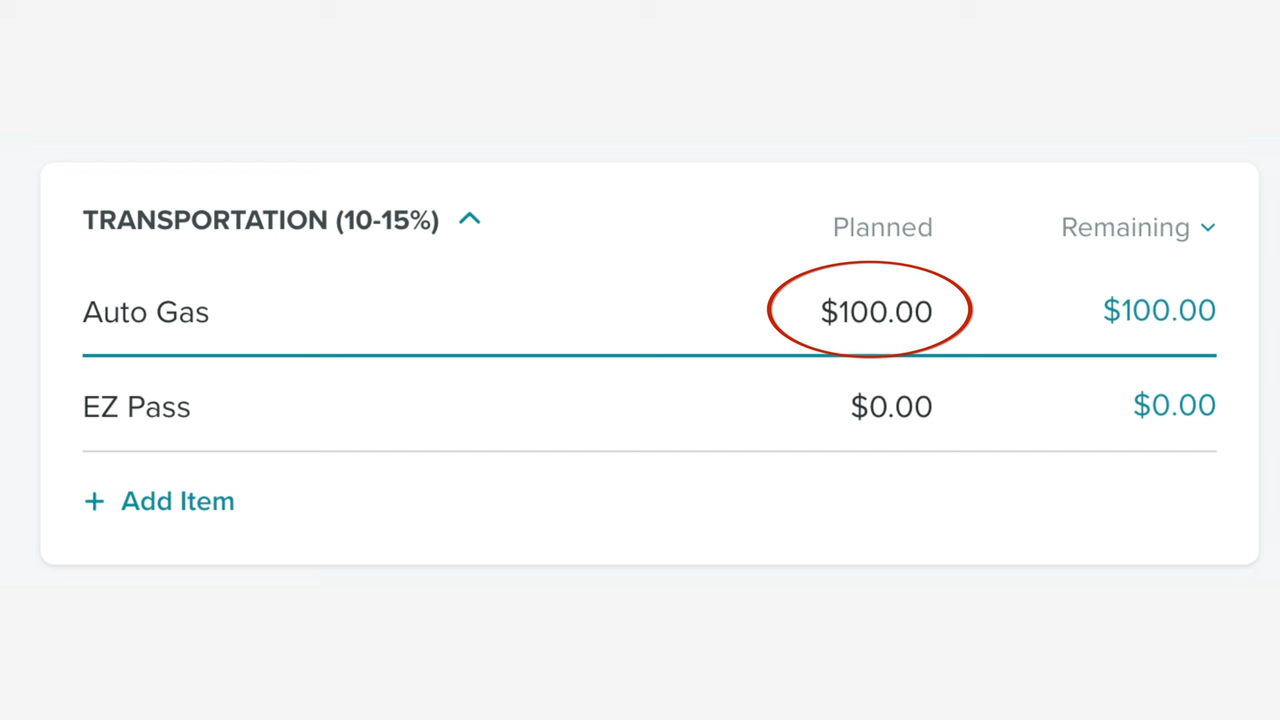 TRANSPORTATION (10-15%) Planned Remaining
Auto Gas $100.00 $100.00
EZ Pass $0.00 $0.00
+ Add Item